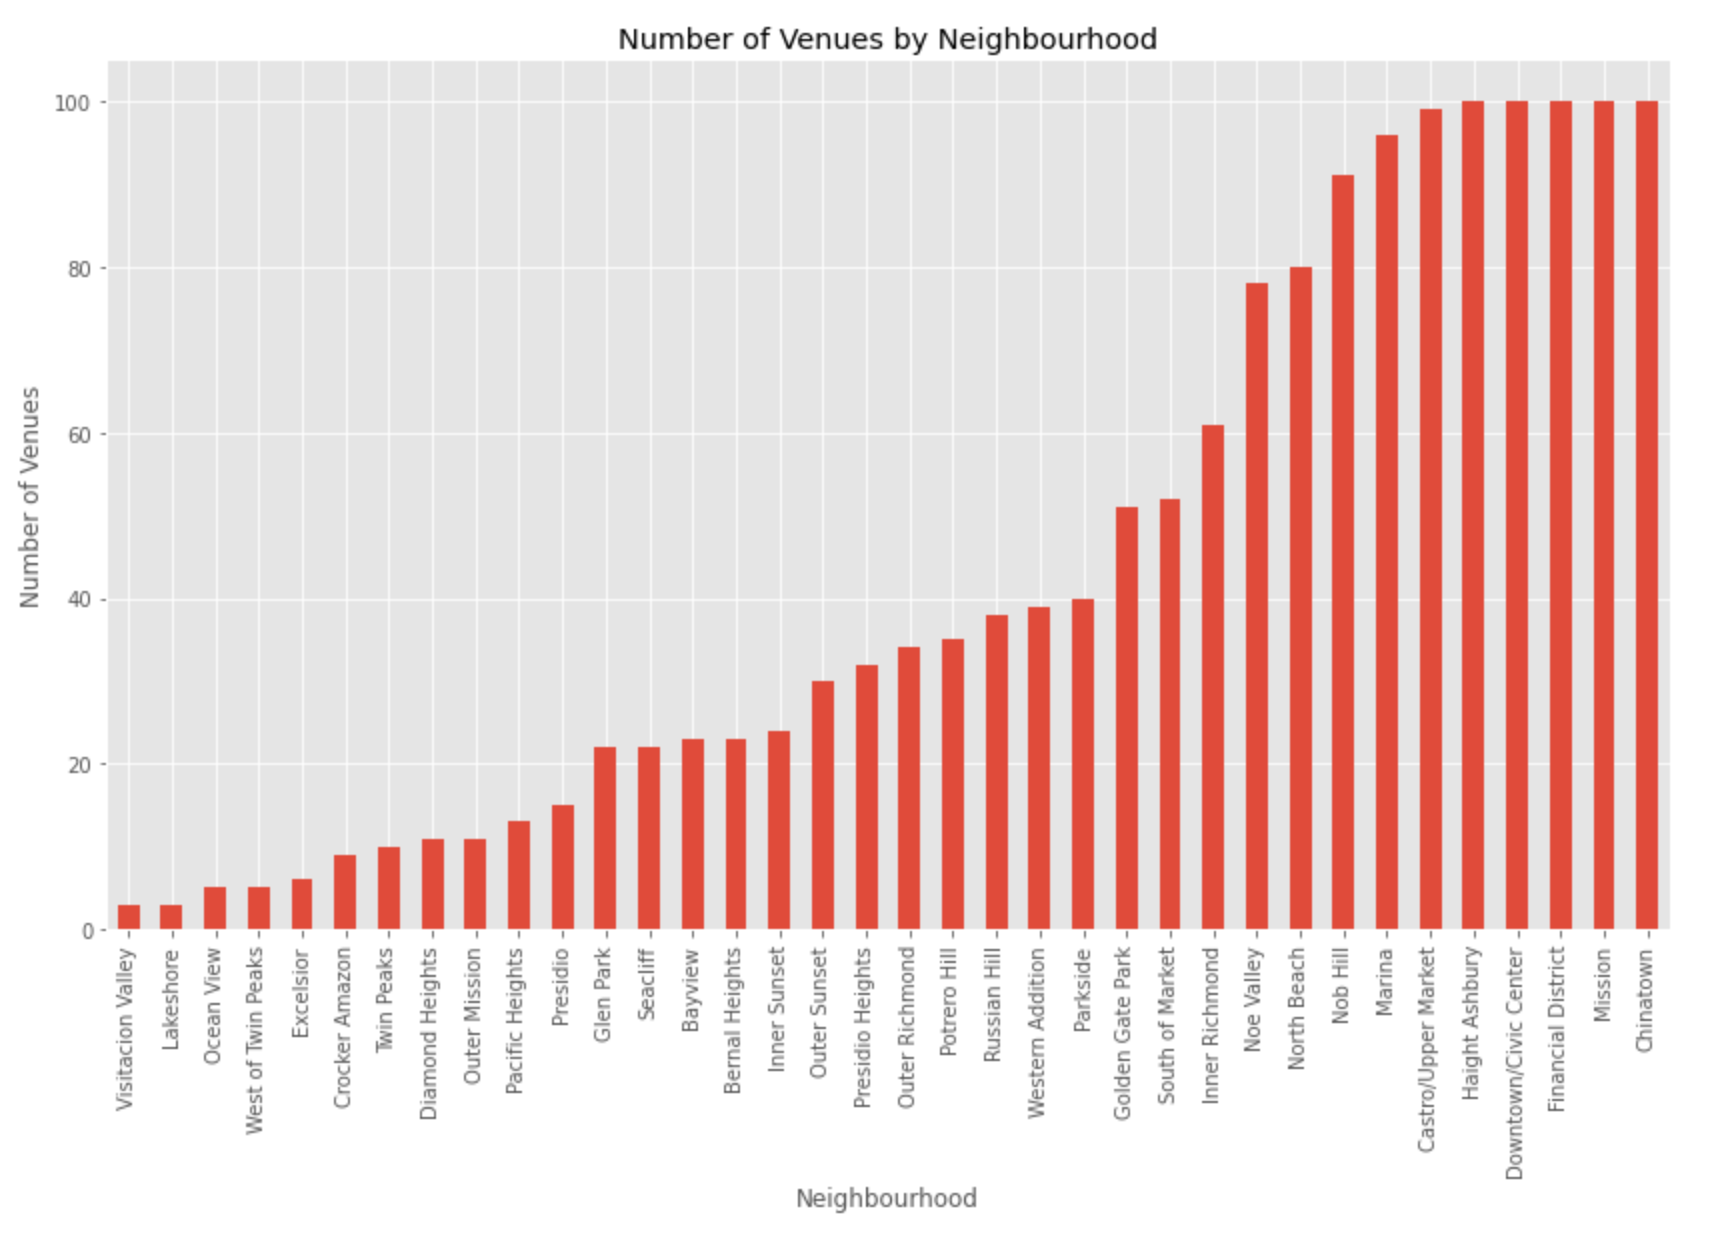 Number of Venues by Neighbourhood
Number of Venues
100
80
60
40
20
0
Visitacion Valley
Lakeshore
Ocean View
West of Twin Peaks
Excelsior
Crocker Amazon
Twin Peaks
Diamond Heights
Outer Mission
Pacific Heights
Presidio
Glen Park
Seacliff
Bayview
Bernal Heights
Inner Sunset
Outer Sunset
Presidio Heights
Outer Richmond
Potrero Hill
Russian Hill
Western Addition
Parkside
Golden Gate Park
South of Market
Inner Richmond
Noe Valley
North Beach
Nob Hill
Marina
Castro/Upper Market
Haight Ashbury
Downtown/Civic Center
Financial District
Mission
Chinatown
Neighbourhood